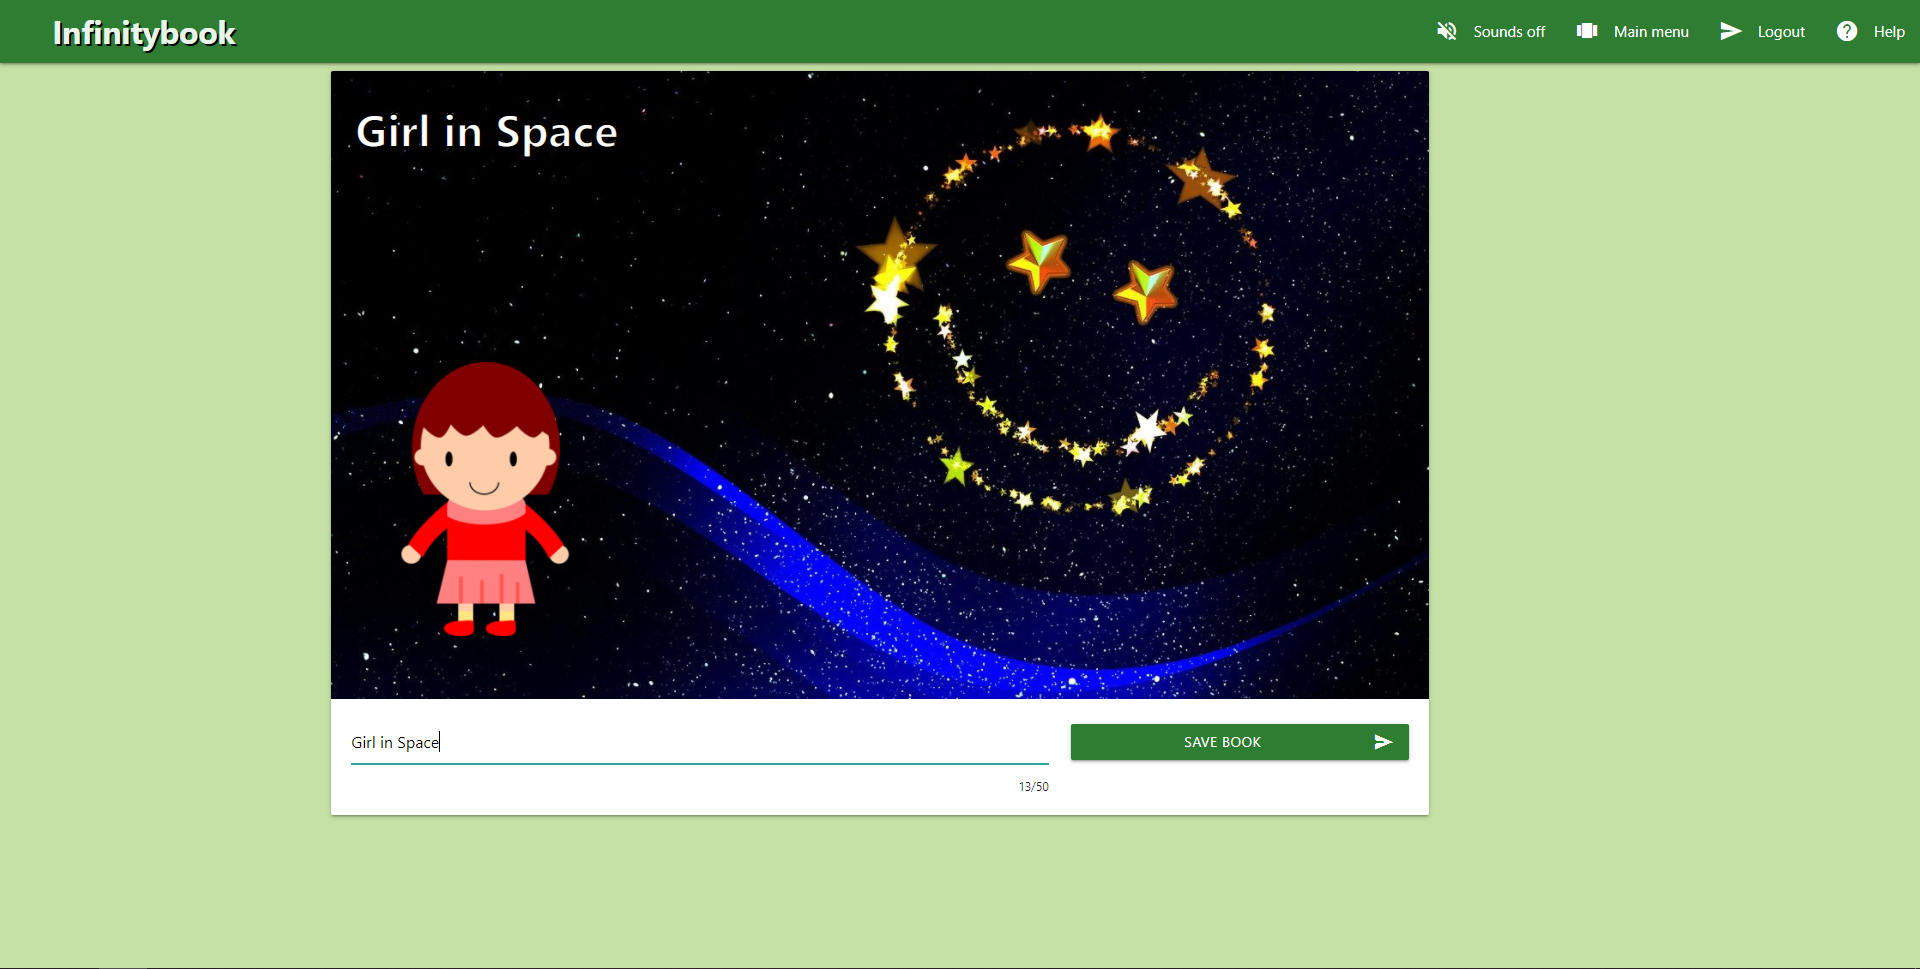 Infinitybook
Sounds off
Main menu
Logout
Help
Girl in Space
Girl in Space
SAVE BOOK
13/50